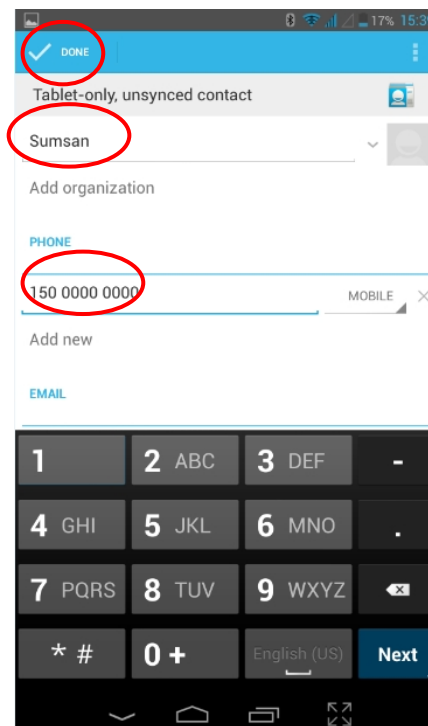 17% 15:3
DONE
Tablet-only, unsynced contact
Sumsan
Add organization
PHONE
150 0000 0000
MOBILE
Add new
EMAIL
1 2 ABC 3 DEF -
4 GHI 5 JKL 6 MNO .
7 PQRS 8 TUV 9 WXYZ
* # 0 + English (US) Next